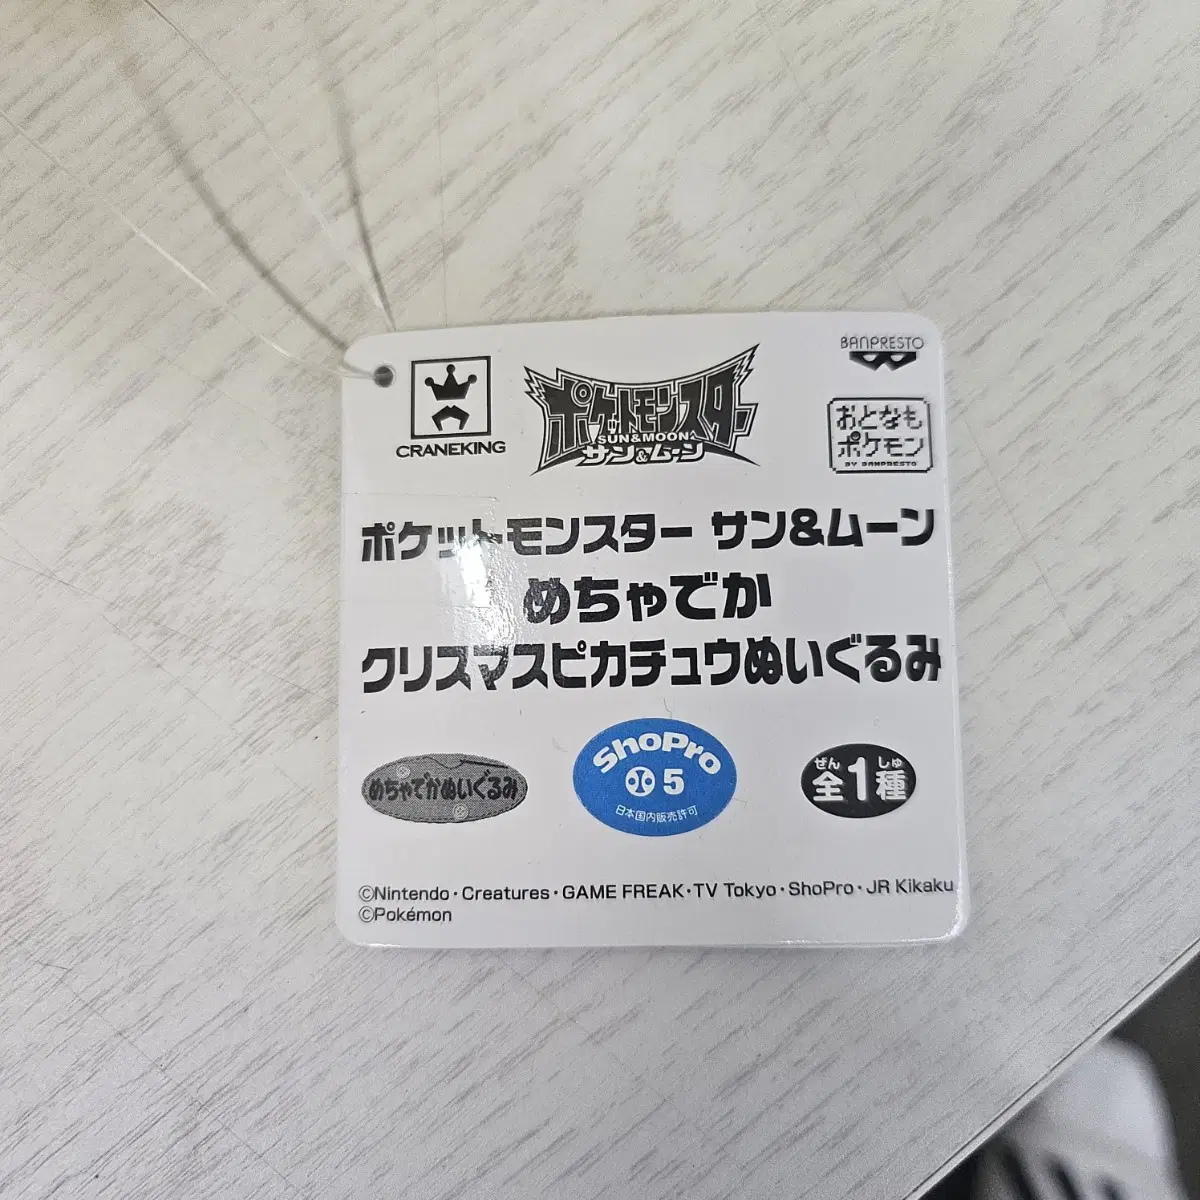 CRANEKING
ポケットモンスター
SUN&MOON
サン&ムーン
BANPRESTO
おとなも
ポケモン
BY BANPRESTO
ポケットモンスター サン&ムーン
めちゃでか
クリスマスピカチュウぬいぐるみ
めちゃでかぬいぐるみ
ShoPro
5
日本国内販売許可
ぜん しゅ
全1種
©Nintendo・Creatures・GAME FREAK・TV Tokyo・ShoPro・JR Kikaku
©Pokémon